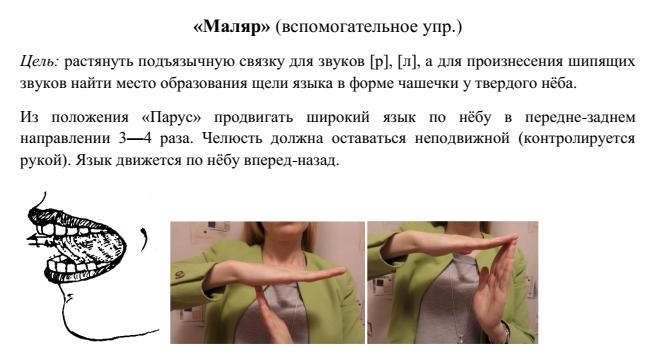 «Маляр» (вспомогательное упр.)
Цель: растянуть подъязычную связку для звуков [р], [л], а для произнесения шипящих
звуков найти место образования щели языка в форме чашечки у твердого нёба.
Из положения «Парус» продвигать широкий язык по нёбу в передне-заднем
направлении 3—4 раза. Челюсть должна оставаться неподвижной (контролируется
рукой). Язык движется по нёбу вперед-назад.